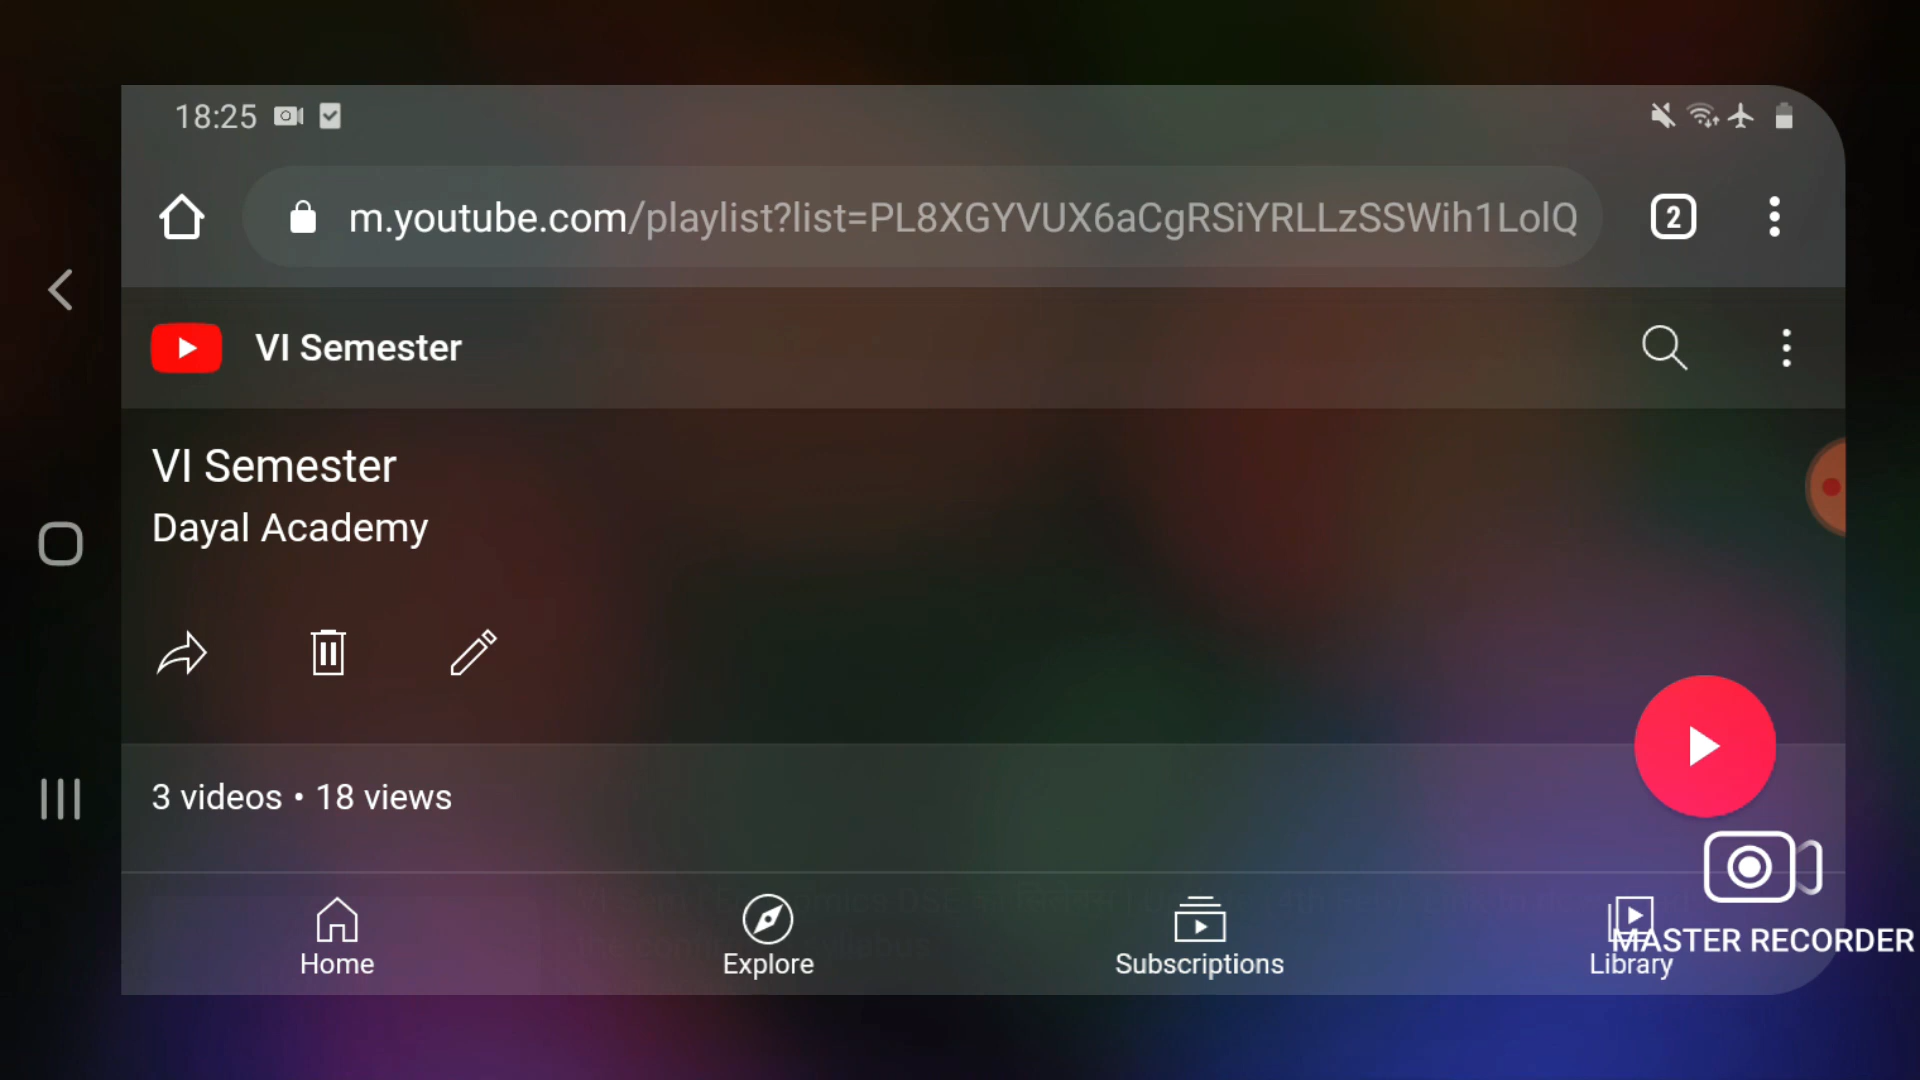 18:25
m.youtube.com/playlist?list=PL8XGYVUX6aCgRSiYRLLzSSWih1LolQ
2
VI Semester
VI Semester
Dayal Academy
3 videos • 18 views
Home
Explore
Subscriptions
Library
MASTER RECORDER